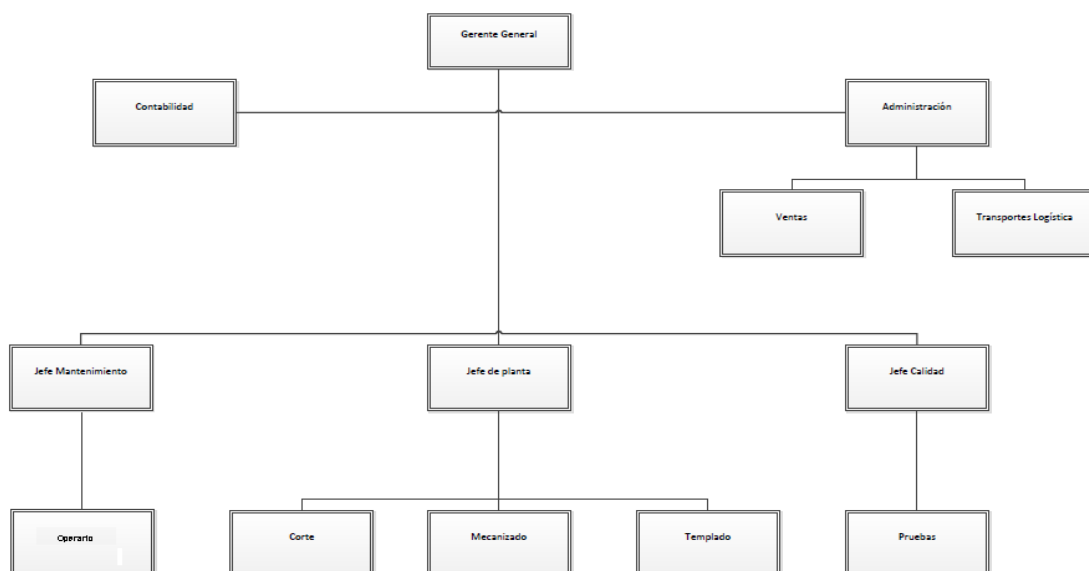 Gerente General
Contabilidad
Administración
Ventas
Transportes Logística
Jefe Mantenimiento
Jefe de planta
Jefe Calidad
Operario
Corte
Mecanizado
Templado
Pruebas